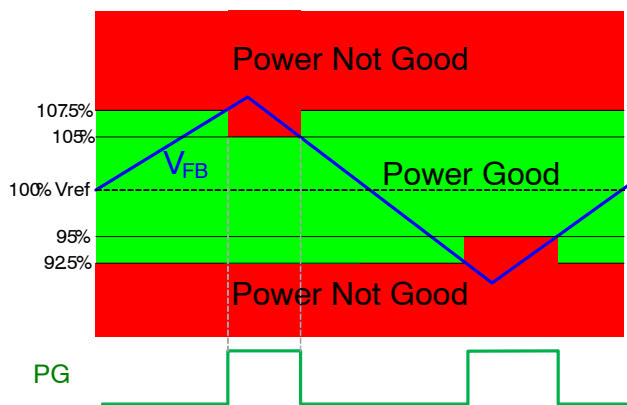 Power Not Good
107.5%
105%
VFB
100% Vref
Power Good
95%
92.5%
Power Not Good
PG